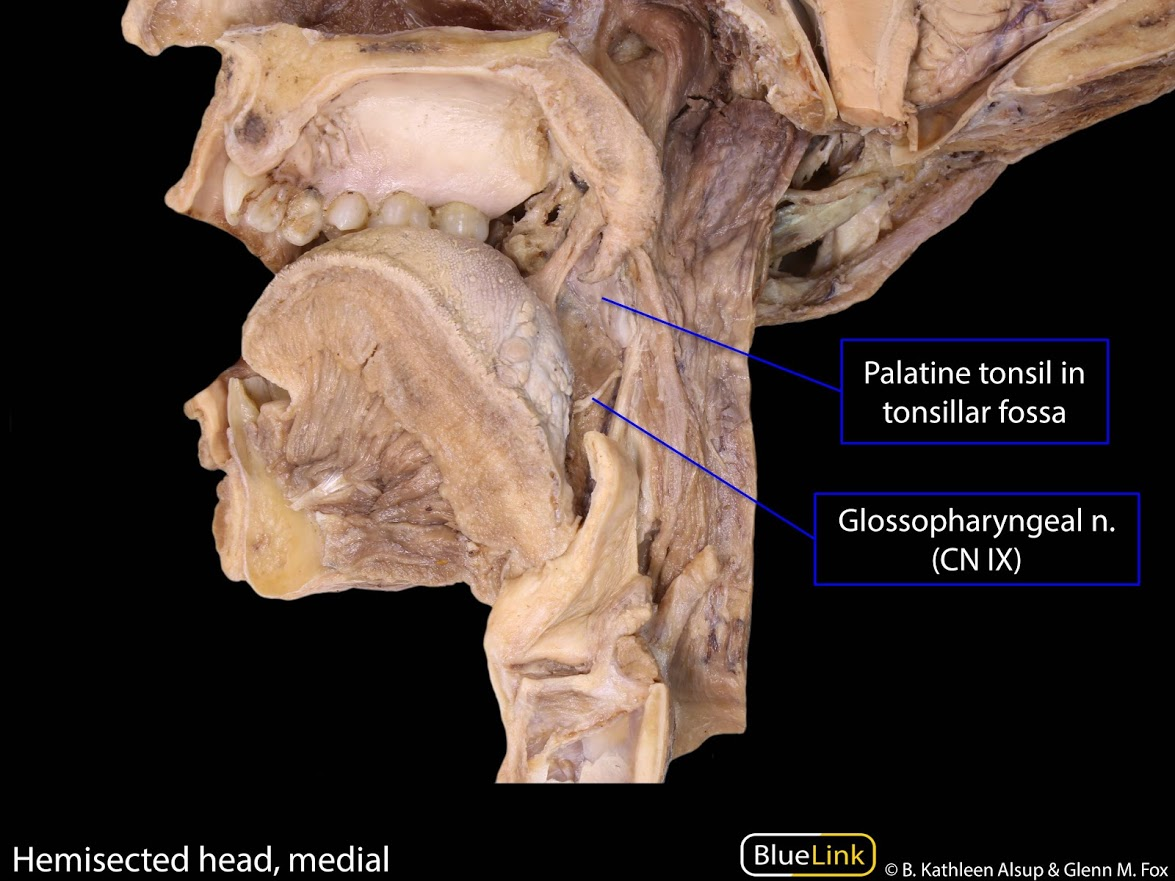 Palatine tonsil in
tonsillar fossa
Glossopharyngeal n.
(CN IX)
Hemisected head, medial
BlueLink
© B. Kathleen Alsup & Glenn M. Fox